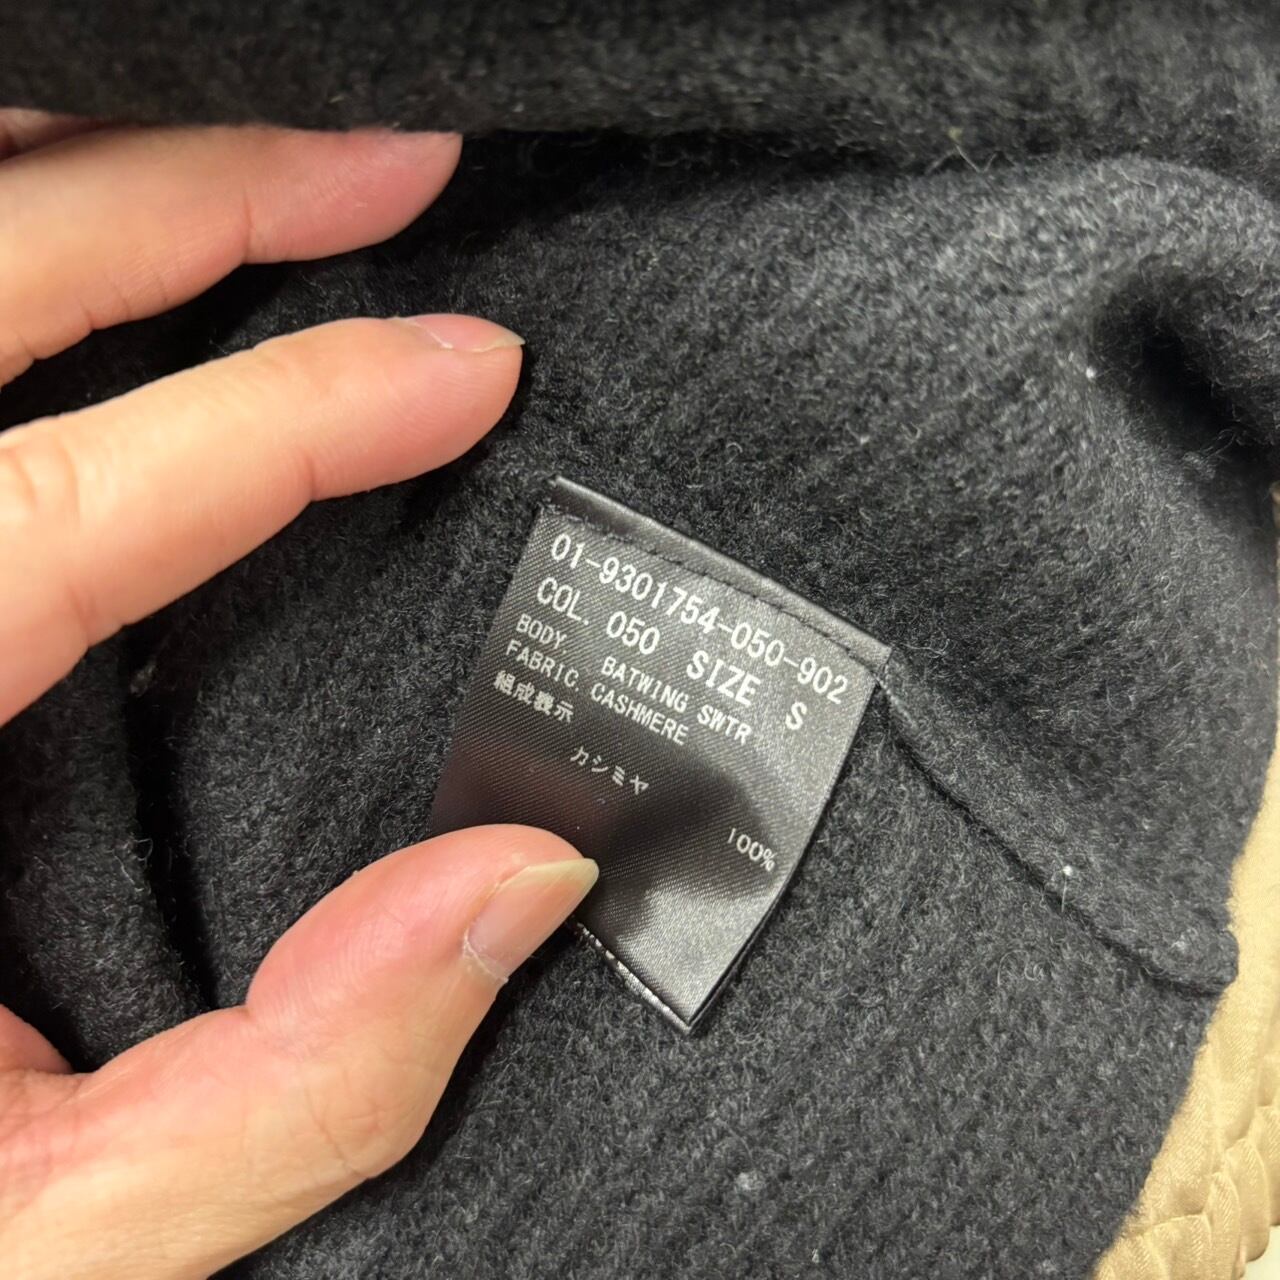 01-9301754-050-902
COL. 050 SIZE S
BODY. BATWING SWTR
FABRIC. CASHMERE
組成表示
カシミヤ
100%